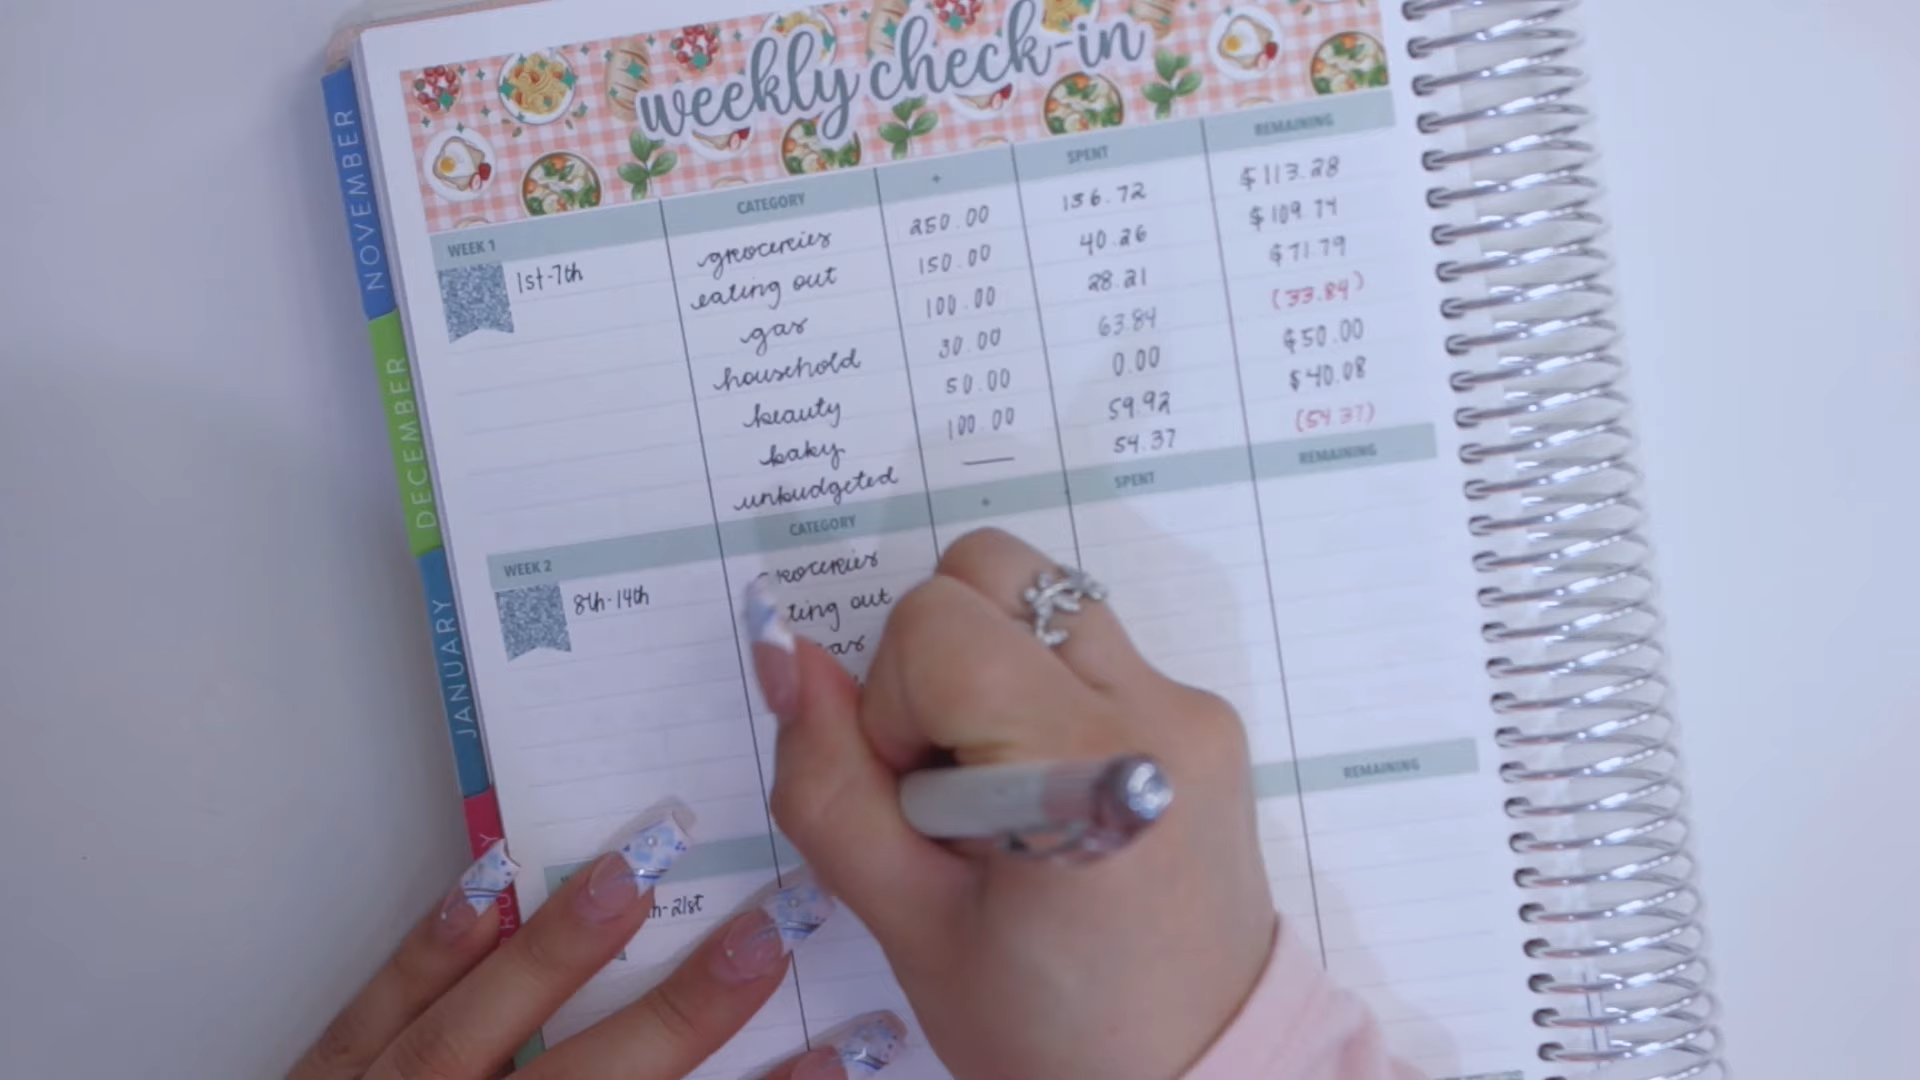 weekly check-in
WEEK 1 CATEGORY + SPENT REMAINING
1st-7th groceries 250.00 136.72 $113.28
eating out 150.00 40.26 $109.74
gas 100.00 28.21 $71.79
household 30.00 63.84 (33.84)
beauty 50.00 0.00 $50.00
baby 100.00 59.92 $40.08
unbudgeted — 54.37 (54.37)
WEEK 2 CATEGORY + SPENT REMAINING
8th-14th groceries
out
REMAINING
-21st
NOVEMBER
DECEMBER
JANUARY